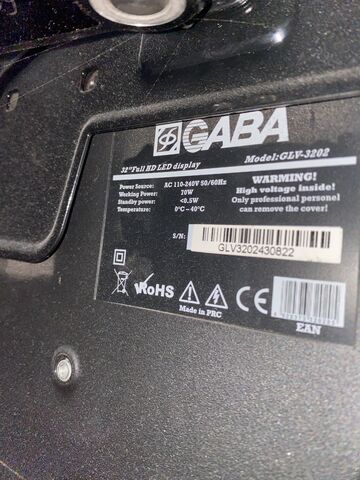 GABA
32"Full HD LED display Model:GLV-3202
Power Source: AC 110-240V 50/60Hz
Working Power: 70W
Standby power: <0.5W
Temperature: 0°C ~ 40°C
WARNING!
High voltage inside!
Only professional personel
can remove the cover!
S/N:
GLV3202430822
RoHS CE
Made in PRC
EAN